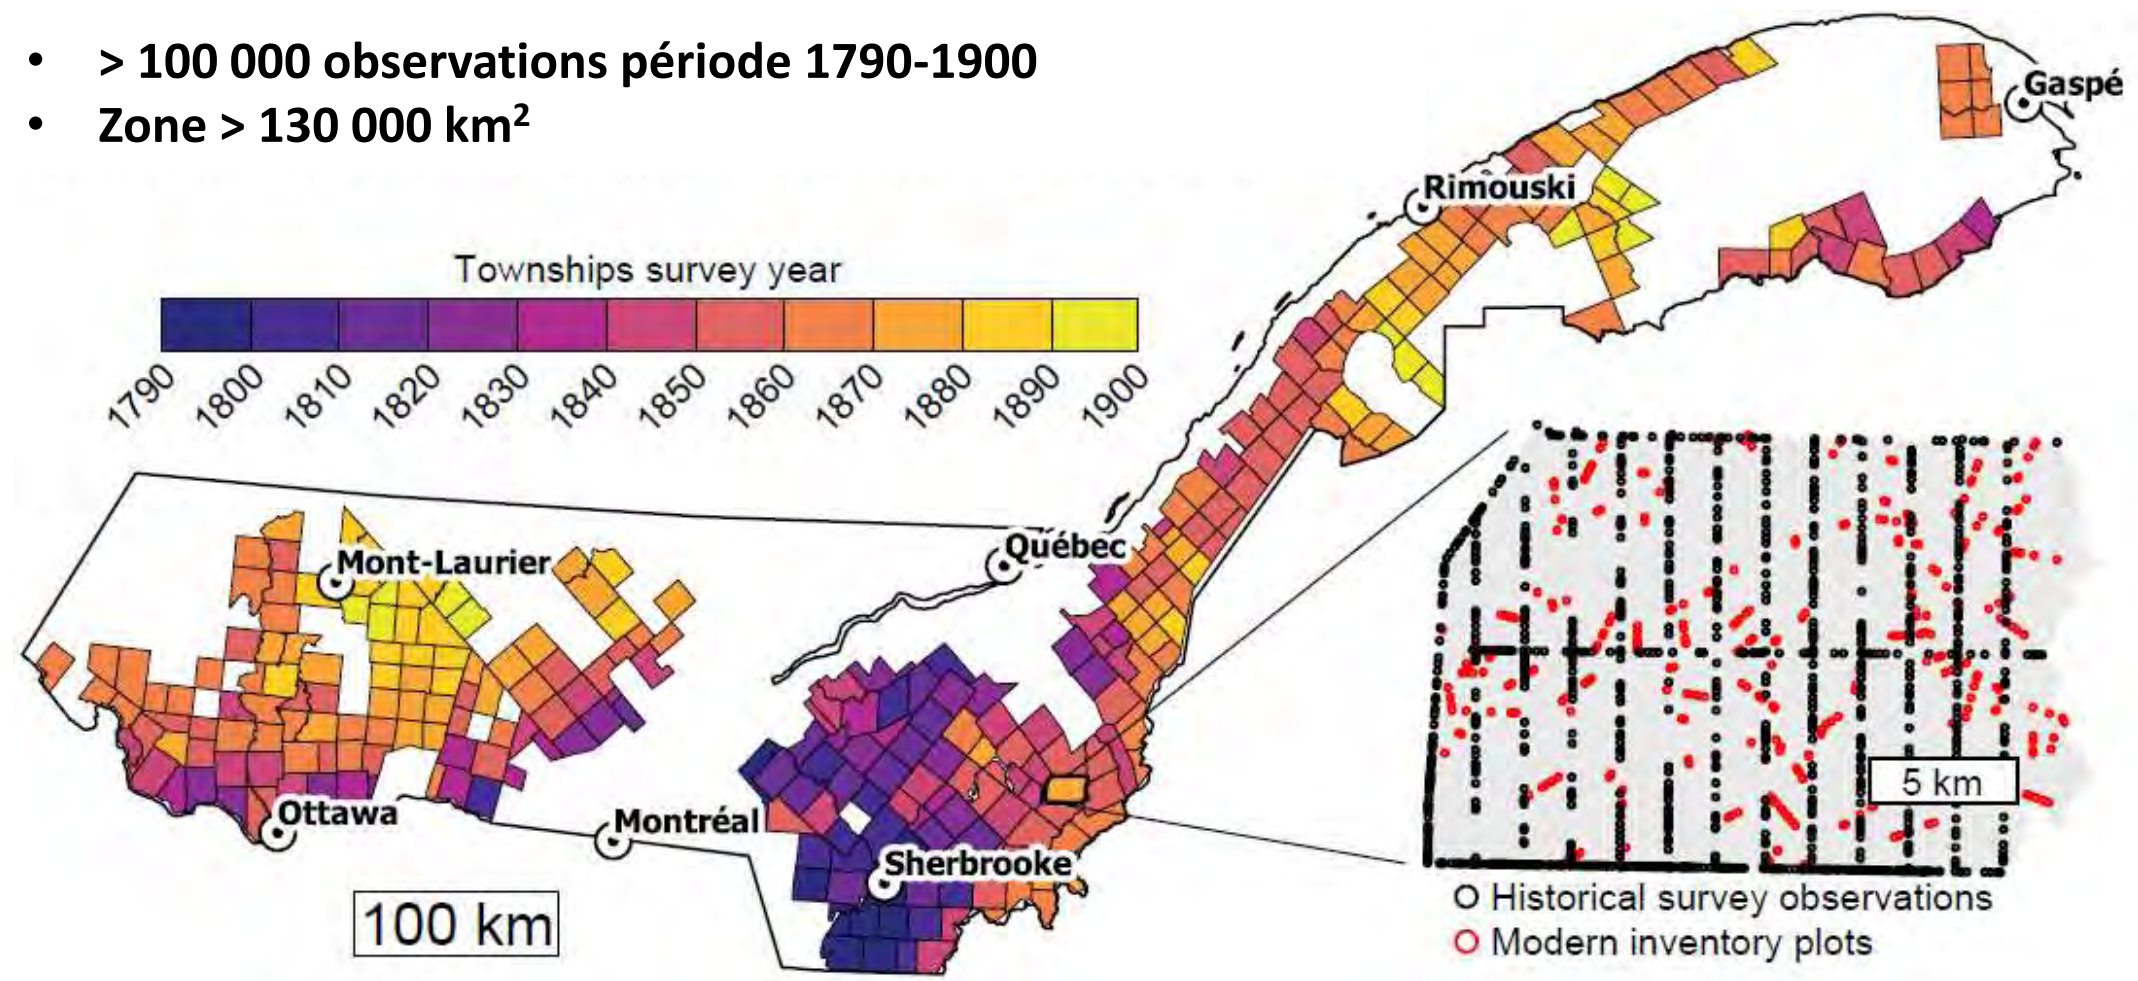 • > 100 000 observations période 1790-1900
• Zone > 130 000 km²
Gaspé
Rimouski
Townships survey year
1790 1800 1810 1820 1830 1840 1850 1860 1870 1880 1890 1900
Québec
Mont-Laurier
5 km
Ottawa
Montréal
Sherbrooke
100 km
Historical survey observations
Modern inventory plots